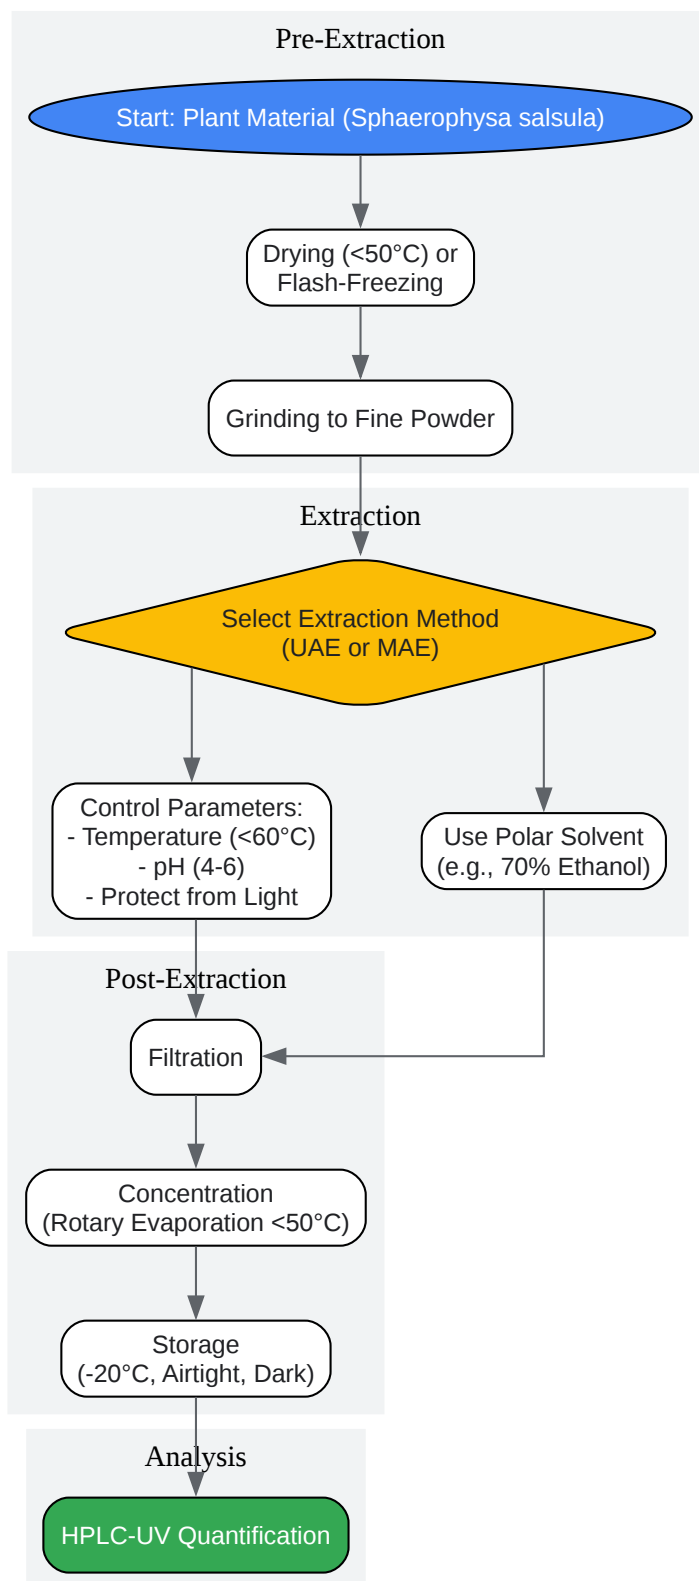 Pre-Extraction
Start: Plant Material (Sphaerophysa salsula)
Drying (<50°C) or
Flash-Freezing
Grinding to Fine Powder
Extraction
Select Extraction Method
(UAE or MAE)
Control Parameters:
- Temperature (<60°C)
- pH (4-6)
- Protect from Light
Use Polar Solvent
(e.g., 70% Ethanol)
Post-Extraction
Filtration
Concentration
(Rotary Evaporation <50°C)
Storage
(-20°C, Airtight, Dark)
Analysis
HPLC-UV Quantification